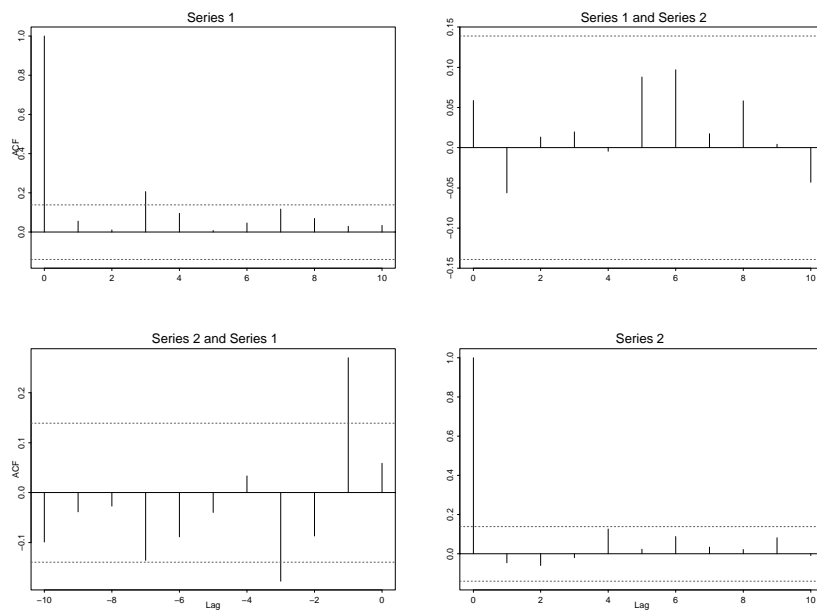 Series 1
ACF
0.0 0.2 0.4 0.6 0.8 1.0
0 2 4 6 8 10
Series 1 and Series 2
−0.15 −0.10 −0.05 0.0 0.05 0.10 0.15
0 2 4 6 8 10
Series 2 and Series 1
ACF
−0.1 0.0 0.1 0.2
−10 −8 −6 −4 −2 0
Lag
Series 2
0.0 0.2 0.4 0.6 0.8 1.0
0 2 4 6 8 10
Lag